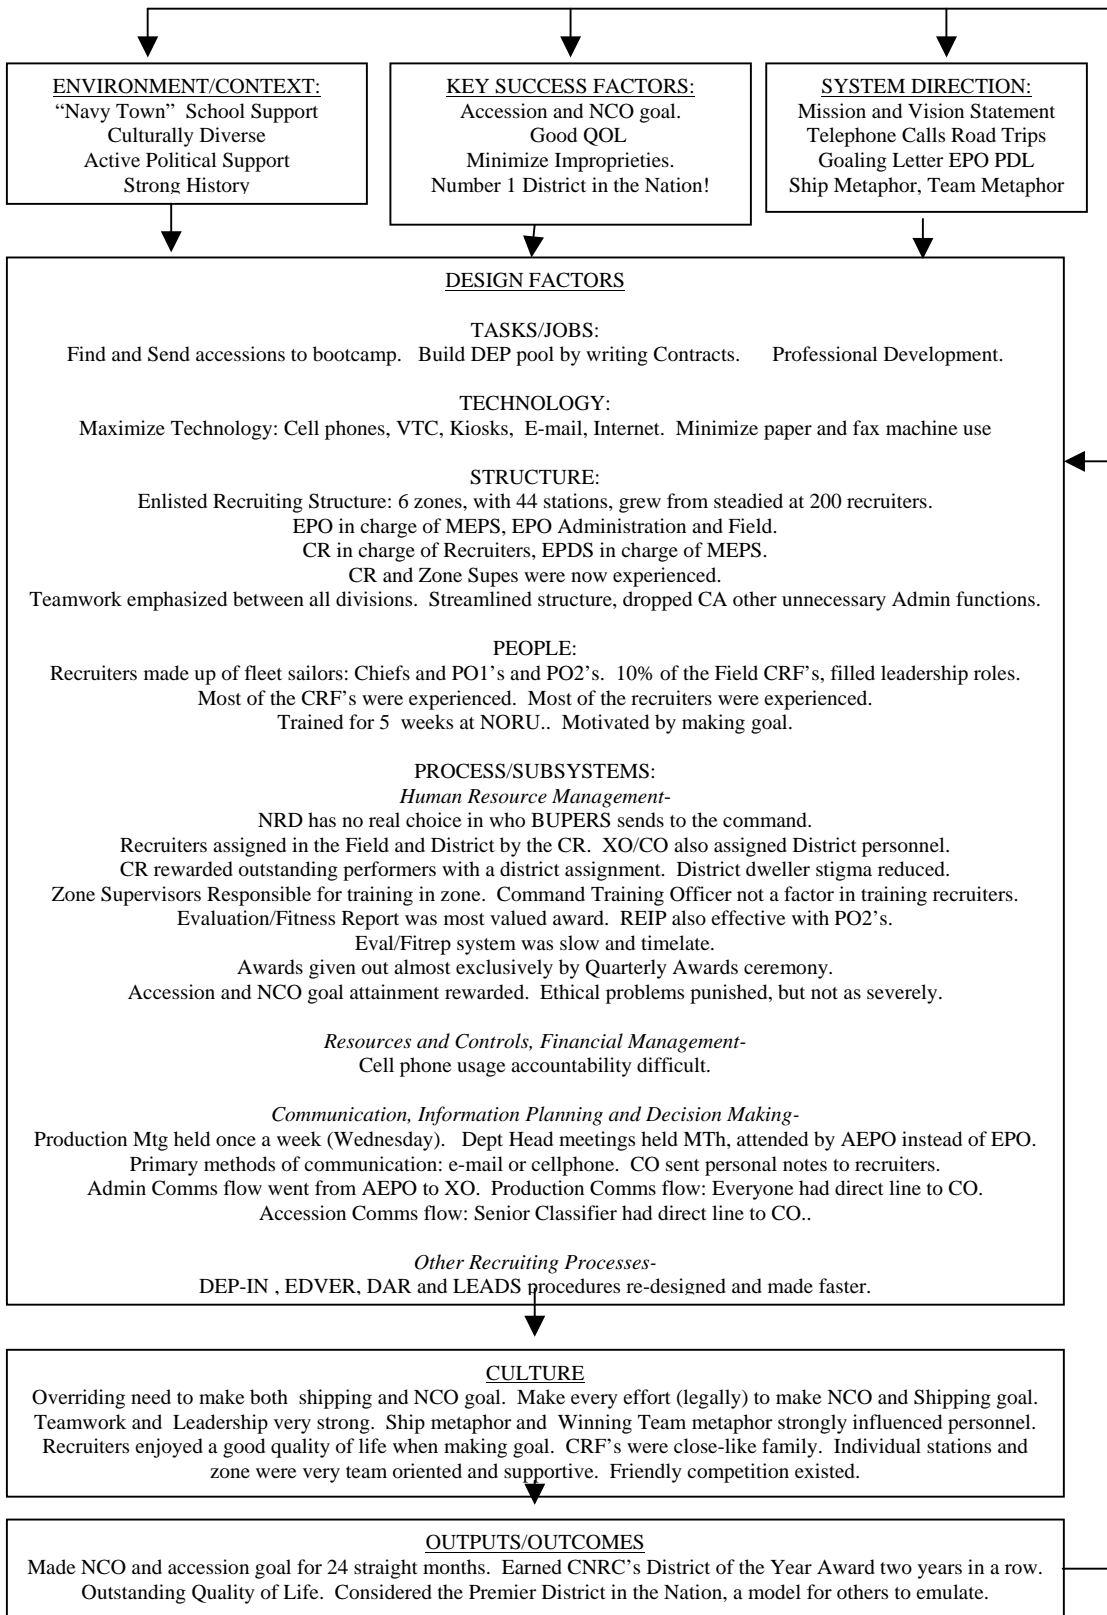 ENVIRONMENT/CONTEXT:
“Navy Town”  School Support
Culturally Diverse
Active Political Support
Strong History
KEY SUCCESS FACTORS:
Accession and NCO goal.
Good QOL
Minimize Improprieties.
Number 1 District in the Nation!
SYSTEM DIRECTION:
Mission and Vision Statement
Telephone Calls Road Trips
Goaling Letter EPO PDL
Ship Metaphor, Team Metaphor
DESIGN FACTORS
TASKS/JOBS:
Find and Send accessions to bootcamp.   Build DEP pool by writing Contracts.      Professional Development.
TECHNOLOGY:
Maximize Technology: Cell phones, VTC, Kiosks,  E-mail, Internet.  Minimize paper and fax machine use
STRUCTURE:
Enlisted Recruiting Structure: 6 zones, with 44 stations, grew from steadied at 200 recruiters.
EPO in charge of MEPS, EPO Administration and Field.
CR in charge of Recruiters, EPDS in charge of MEPS.
CR and Zone Supes were now experienced.
Teamwork emphasized between all divisions.  Streamlined structure, dropped CA other unnecessary Admin functions.
PEOPLE:
Recruiters made up of fleet sailors: Chiefs and PO1’s and PO2’s.  10% of the Field CRF’s, filled leadership roles.
Most of the CRF’s were experienced.  Most of the recruiters were experienced.
Trained for 5  weeks at NORU..  Motivated by making goal.
PROCESS/SUBSYSTEMS:
Human Resource Management-
NRD has no real choice in who BUPERS sends to the command.
Recruiters assigned in the Field and District by the CR.  XO/CO also assigned District personnel.
CR rewarded outstanding performers with a district assignment.  District dweller stigma reduced.
Zone Supervisors Responsible for training in zone.  Command Training Officer not a factor in training recruiters.
Evaluation/Fitness Report was most valued award.  REIP also effective with PO2’s.
Eval/Fitrep system was slow and timelate.
Awards given out almost exclusively by Quarterly Awards ceremony.
Accession and NCO goal attainment rewarded.  Ethical problems punished, but not as severely.
Resources and Controls, Financial Management-
Cell phone usage accountability difficult.
Communication, Information Planning and Decision Making-
Production Mtg held once a week (Wednesday).   Dept Head meetings held MTh, attended by AEPO instead of EPO.
Primary methods of communication: e-mail or cellphone.  CO sent personal notes to recruiters.
Admin Comms flow went from AEPO to XO.  Production Comms flow: Everyone had direct line to CO.
Accession Comms flow: Senior Classifier had direct line to CO..
Other Recruiting Processes-
DEP-IN , EDVER, DAR and LEADS procedures re-designed and made faster.
CULTURE
Overriding need to make both  shipping and NCO goal.  Make every effort (legally) to make NCO and Shipping goal.
Teamwork and  Leadership very strong.  Ship metaphor and  Winning Team metaphor strongly influenced personnel.
Recruiters enjoyed a good quality of life when making goal.  CRF’s were close-like family.  Individual stations and
zone were very team oriented and supportive.  Friendly competition existed.
OUTPUTS/OUTCOMES
Made NCO and accession goal for 24 straight months.  Earned CNRC’s District of the Year Award two years in a row.
Outstanding Quality of Life.  Considered the Premier District in the Nation, a model for others to emulate.